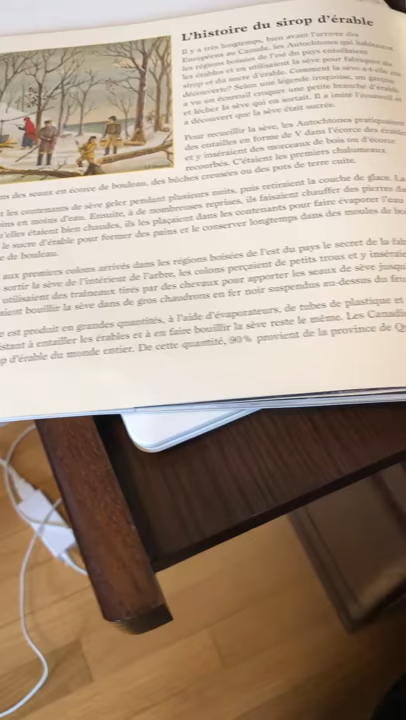 L'histoire du sirop d'érable
Il y a très longtemps, bien avant l'arrivée des
Européens au Canada, les Autochtones qui habitaient
les régions boisées de l'est du pays entaillaient
les érables et en utilisaient la sève pour fabriquer du
sirop et du sucre d'érable. Comment la sève a-t-elle été
découverte? Selon une légende iroquoise, un garçon
a vu un écureuil croquer une petite branche d'érable
et lécher la sève qui en sortait. Il a imité l'écureuil et
a découvert que la sève était sucrée.
Pour recueillir la sève, les Autochtones pratiquaient
des entailles en forme de V dans l'écorce des érables
et y inséraient des morceaux de bois ou d'écorce
recourbés. C'étaient les premiers chalumeaux.
des seaux en écorce de bouleau, des bûches creusées ou des pots de terre cuite.
les contenants de sève geler pendant plusieurs nuits, puis retiraient la couche de glace. La
en moins d'eau. Ensuite, à de nombreuses reprises, ils faisaient chauffer des pierres
qu'elles étaient bien chaudes, ils les plaçaient dans les contenants pour faire évaporer l'eau
le sucre d'érable pour former des pains et le conserver longtemps dans des moules de
de bouleau.
aux premiers colons arrivés dans les régions boisées de l'est du pays le secret de la
sortir la sève de l'intérieur de l'arbre, les colons perçaient de petits trous et y
utilisaient des traîneaux tirés par des chevaux pour apporter les seaux de sève
bouillir la sève dans de gros chaudrons en fer noir suspendus au-dessus du
est produit en grandes quantités, à l'aide d'évaporateurs, de tubes de plastique et
à entailler les érables et à en faire bouillir la sève reste le même. Les
d'érable du monde entier. De cette quantité, 90 % provient de la province de